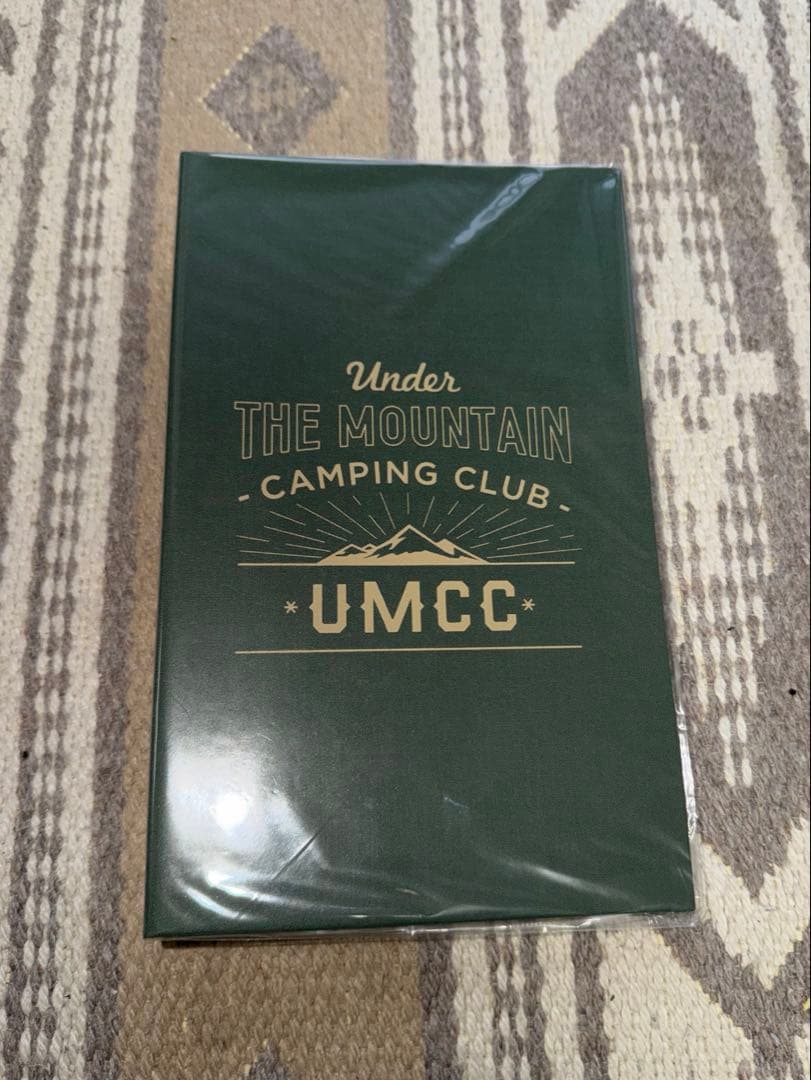 Under
THE MOUNTAIN
- CAMPING CLUB -
* UMCC *